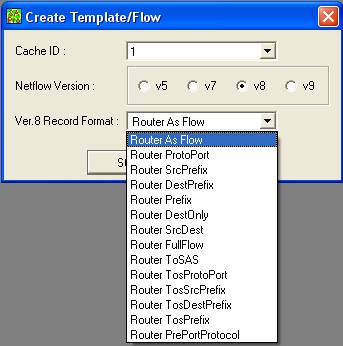 Create Template/Flow
Cache ID : 1
Netflow Version : v5 v7 v8 v9
Ver.8 Record Format : Router As Flow
Router As Flow
Router ProtoPort
Router SrcPrefix
Router DestPrefix
Router Prefix
Router DestOnly
Router SrcDest
Router FullFlow
Router ToSAS
Router TosProtoPort
Router TosSrcPrefix
Router TosDestPrefix
Router TosPrefix
Router PrePortProtocol